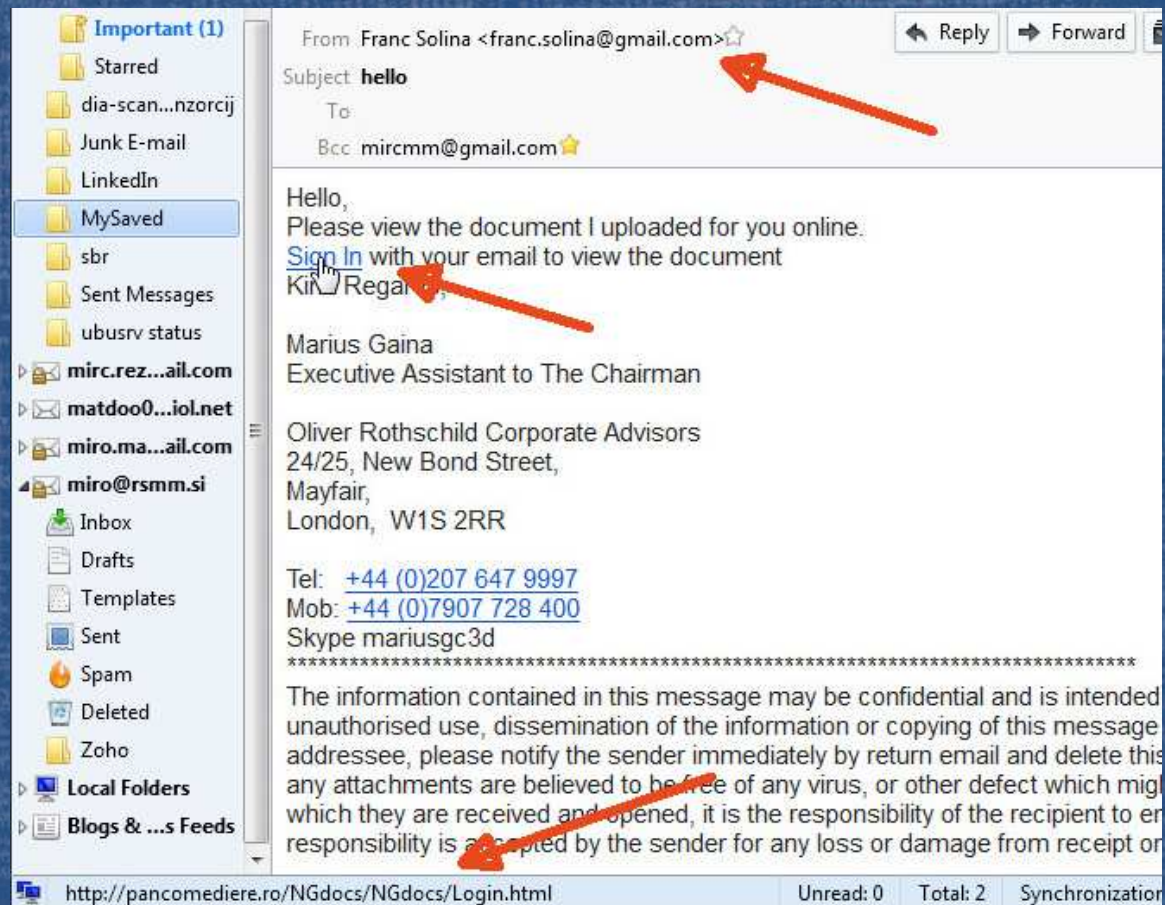 Important (1)
Starred
dia-scan...nzorcij
Junk E-mail
LinkedIn
MySaved
sbr
Sent Messages
ubusrv status
mirc.rez...ail.com
matdoo0...iol.net
miro.ma...ail.com
miro@rsmm.si
Inbox
Drafts
Templates
Sent
Spam
Deleted
Zoho
Local Folders
Blogs & ...s Feeds
From Franc Solina <franc.solina@gmail.com>
Reply Forward
Subject hello
To
Bcc mircmm@gmail.com
Hello,
Please view the document I uploaded for you online.
Sign In with your email to view the document
Marius Gaina
Executive Assistant to The Chairman
Oliver Rothschild Corporate Advisors
24/25, New Bond Street,
Mayfair,
London, W1S 2RR
Tel: +44 (0)207 647 9997
Mob: +44 (0)7907 728 400
Skype mariusgc3d
**********************************************************************************
The information contained in this message may be confidential and is intended
unauthorised use, dissemination of the information or copying of this message
addressee, please notify the sender immediately by return email and delete this
any attachments are believed to be free of any virus, or other defect which migh
which they are received and opened, it is the responsibility of the recipient to en
responsibility is accepted by the sender for any loss or damage from receipt or
http://pancomediere.ro/NGdocs/NGdocs/Login.html Unread: 0 Total: 2 Synchronization